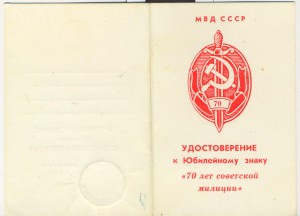 МВД СССР
70
УДОСТОВЕРЕНИЕ
к Юбилейному знаку
«70 лет советской
милиции»